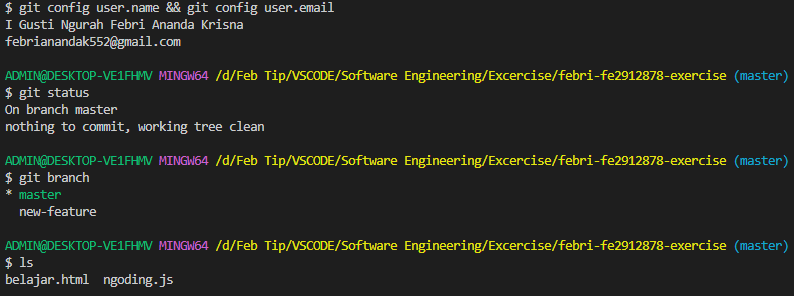 $ git config user.name && git config user.email
I Gusti Ngurah Febri Ananda Krisna
febrianandak552@gmail.com
ADMIN@DESKTOP-VE1FHMV MINGW64 /d/Feb Tip/VSCODE/Software Engineering/Excercise/febri-fe2912878-exercise (master)
$ git status
On branch master
nothing to commit, working tree clean
ADMIN@DESKTOP-VE1FHMV MINGW64 /d/Feb Tip/VSCODE/Software Engineering/Excercise/febri-fe2912878-exercise (master)
$ git branch
* master
  new-feature
ADMIN@DESKTOP-VE1FHMV MINGW64 /d/Feb Tip/VSCODE/Software Engineering/Excercise/febri-fe2912878-exercise (master)
$ ls
belajar.html  ngoding.js